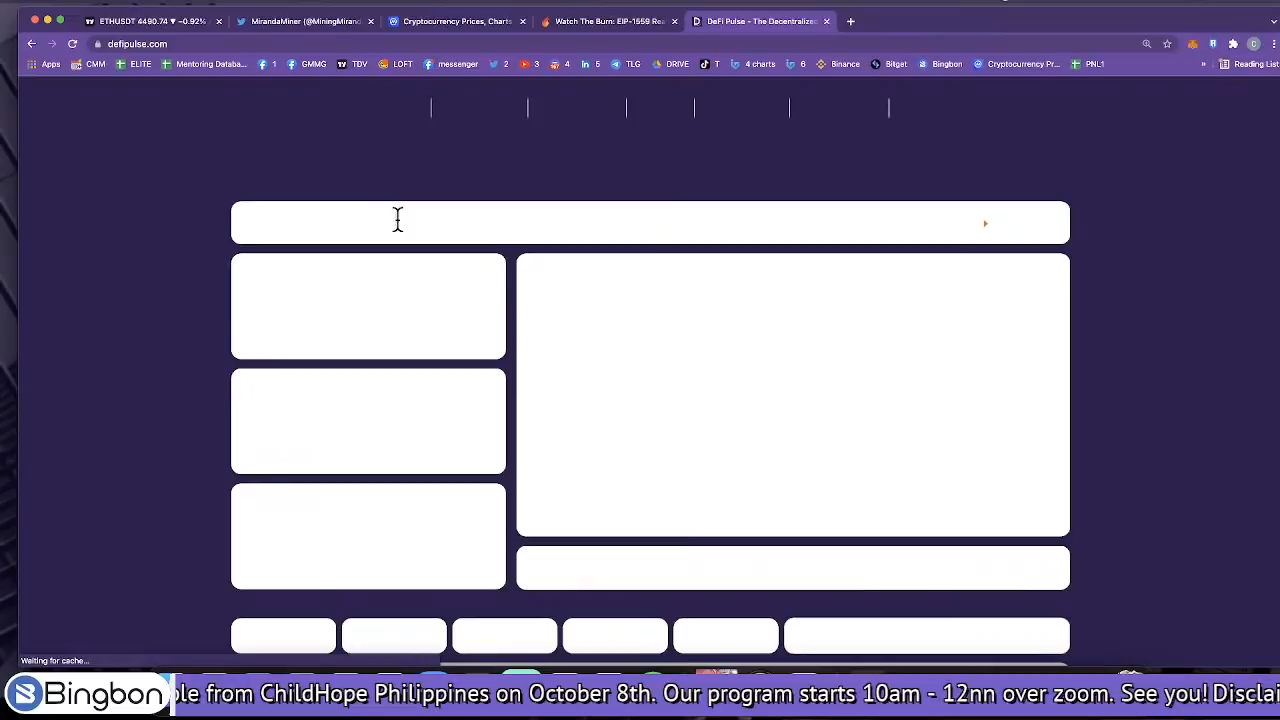 ETHUSDT 4490.74 ▼ −0.92%
MirandaMiner (@MiningMirand
Cryptocurrency Prices, Charts
Watch The Burn: EIP-1559 Rea
DeFi Pulse - The Decentralized
defipulse.com
Apps CMM ELITE Mentoring Databa... 1 GMMG TDV LOFT messenger 2 3 4 5 TLG DRIVE T 4 charts 6 Binance Bitget Bingbon Cryptocurrency Pr... PNL1 » Reading List
Waiting for cache...
Bingbon
ple from ChildHope Philippines on October 8th. Our program starts 10am - 12nn over zoom. See you! Disclai